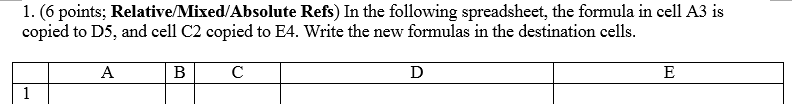 1. (6 points; Relative/Mixed/Absolute Refs) In the following spreadsheet, the formula in cell A3 is
copied to D5, and cell C2 copied to E4. Write the new formulas in the destination cells.
A B C D E
1